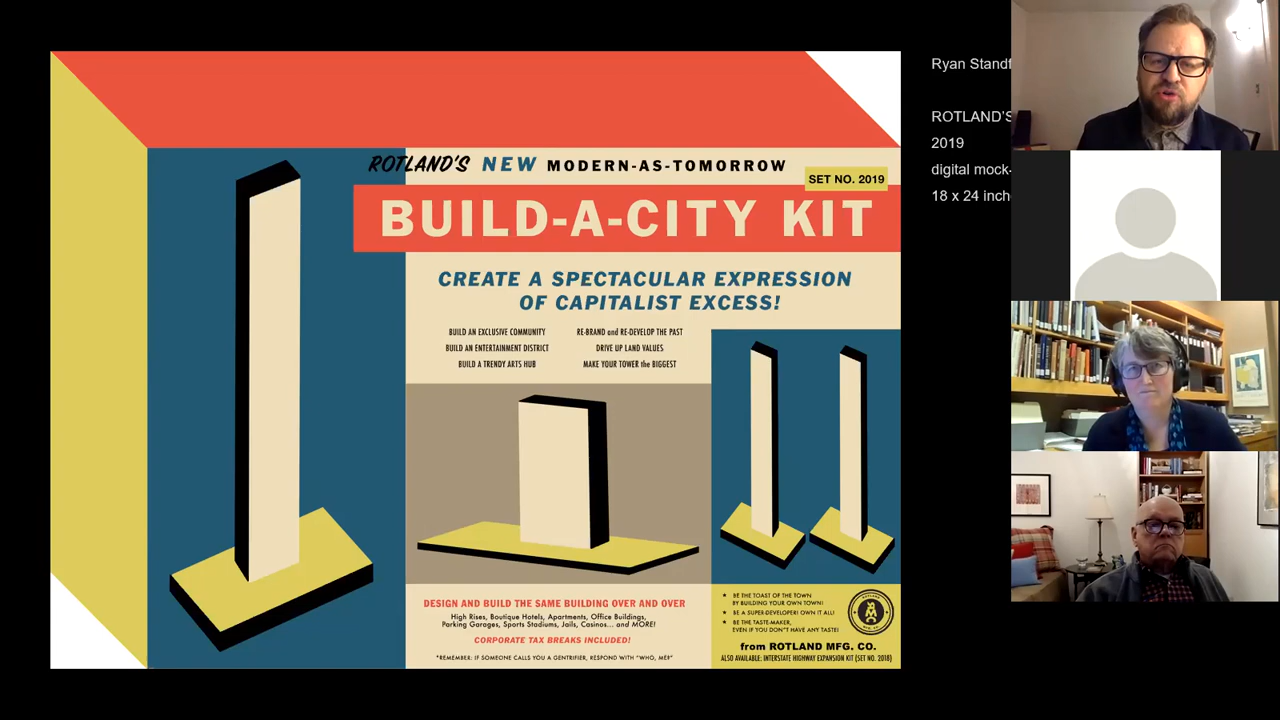 ROTLAND'S NEW MODERN-AS-TOMORROW
SET NO. 2019
BUILD-A-CITY KIT
CREATE A SPECTACULAR EXPRESSION
OF CAPITALIST EXCESS!
BUILD AN EXCLUSIVE COMMUNITY
BUILD AN ENTERTAINMENT DISTRICT
BUILD A TRENDY ARTS HUB
RE-BRAND and RE-DEVELOP THE PAST
DRIVE UP LAND VALUES
MAKE YOUR TOWER the BIGGEST
DESIGN AND BUILD THE SAME BUILDING OVER AND OVER
High Rises, Boutique Hotels, Apartments, Office Buildings,
Parking Garages, Sports Stadiums, Jails, Casinos... and MORE!
CORPORATE TAX BREAKS INCLUDED!
*REMEMBER: IF SOMEONE CALLS YOU A GENTRIFIER, RESPOND WITH "WHO, ME?"
★ BE THE TOAST OF THE TOWN
BY BUILDING YOUR OWN TOWN!
★ BE A SUPER-DEVELOPER! OWN IT ALL!
★ BE THE TASTE-MAKER,
EVEN IF YOU DON'T HAVE ANY TASTE!
from ROTLAND MFG. CO.
ALSO AVAILABLE: INTERSTATE HIGHWAY EXPANSION KIT (SET NO. 2018)
Ryan Standf
ROTLAND'S
2019
digital mock-
18 x 24 inch